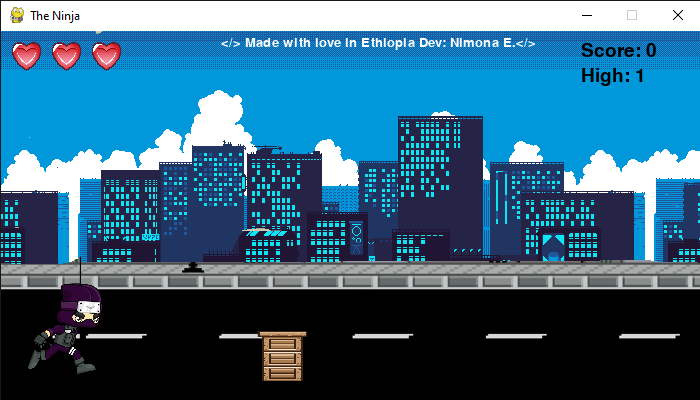 The Ninja
</> Made with love in Ethiopia Dev: Nimona E.</>
Score: 0
High: 1